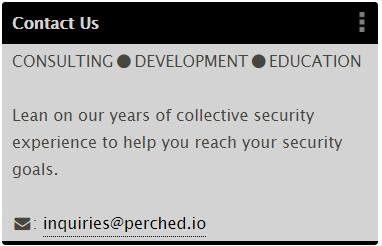 Contact Us
CONSULTING ● DEVELOPMENT ● EDUCATION
Lean on our years of collective security
experience to help you reach your security
goals.
: inquiries@perched.io